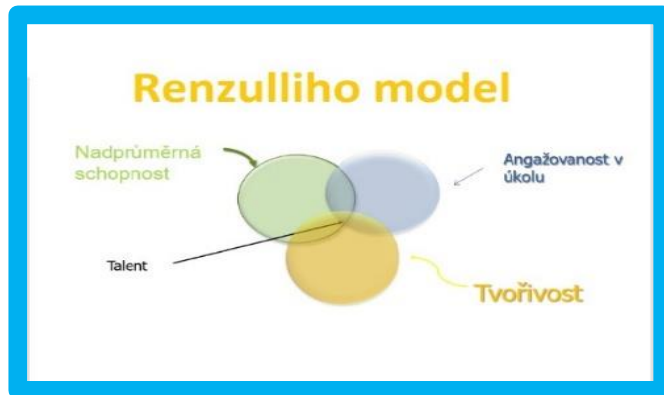 Renzulliho model
Nadprůměrná
schopnost
Angažovanost v
úkolu
Talent
Tvořivost